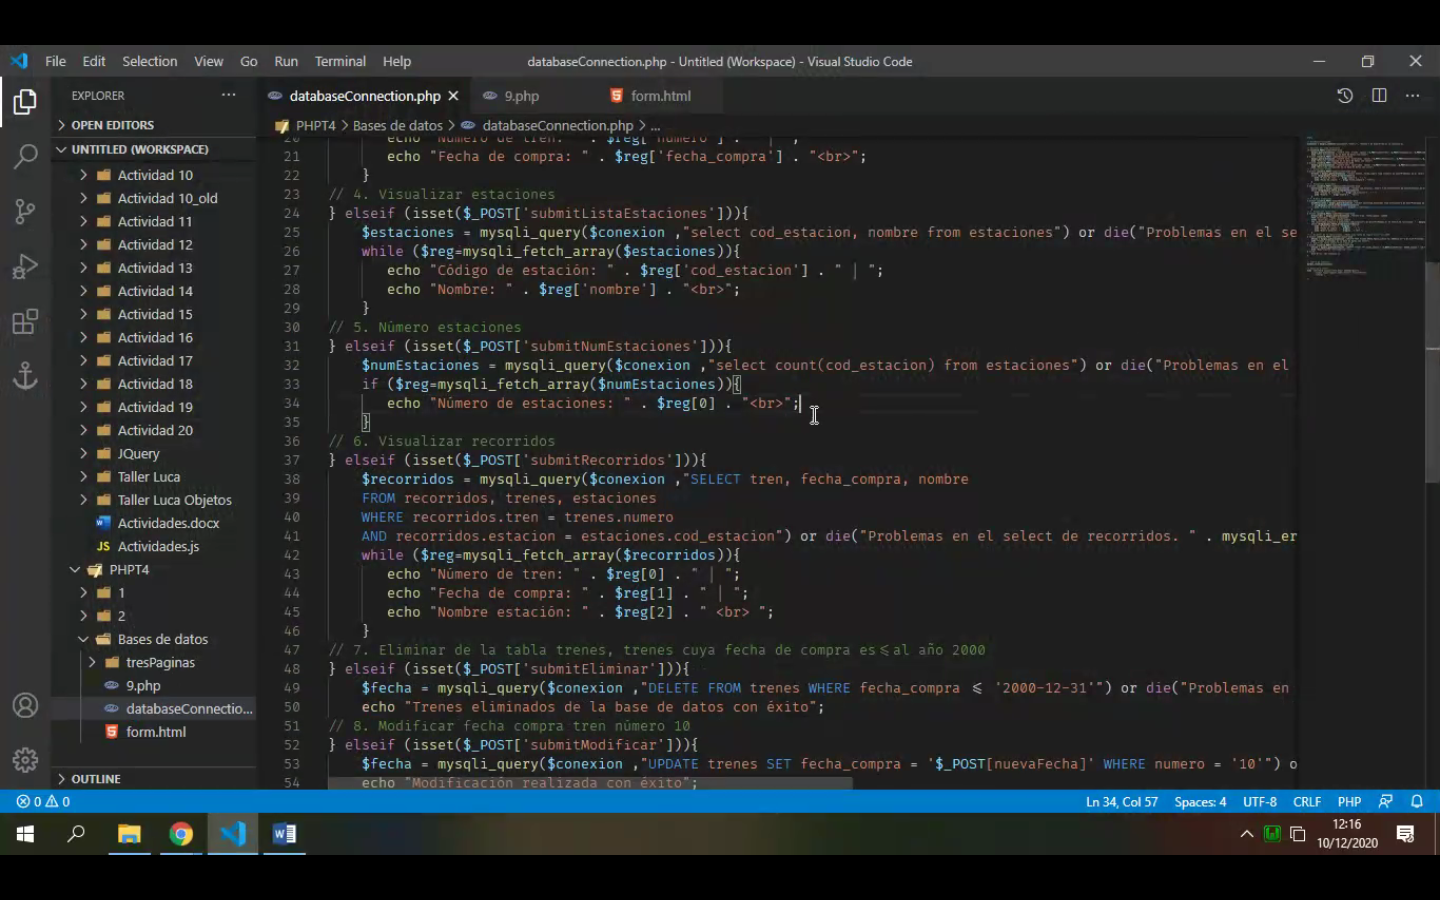 File Edit Selection View Go Run Terminal Help databaseConnection.php - Untitled (Workspace) - Visual Studio Code
EXPLORER ··· databaseConnection.php 9.php form.html ···
OPEN EDITORS
PHPT4 > Bases de datos > databaseConnection.php > ...
UNTITLED (WORKSPACE)
Actividad 10
Actividad 10_old
Actividad 11
Actividad 12
Actividad 13
Actividad 14
Actividad 15
Actividad 16
Actividad 17
Actividad 18
Actividad 19
Actividad 20
JQuery
Taller Luca
Taller Luca Objetos
Actividades.docx
JS Actividades.js
PHPT4
1
2
Bases de datos
tresPaginas
9.php
databaseConnectio...
form.html
OUTLINE
20 echo "Número de tren: " . $reg['numero'] . " | ";
21 echo "Fecha de compra: " . $reg['fecha_compra'] . "<br>";
22 }
23 // 4. Visualizar estaciones
24 } elseif (isset($_POST['submitListaEstaciones'])){
25 $estaciones = mysqli_query($conexion ,"select cod_estacion, nombre from estaciones") or die("Problemas en el se
26 while ($reg=mysqli_fetch_array($estaciones)){
27 echo "Código de estación: " . $reg['cod_estacion'] . " | ";
28 echo "Nombre: " . $reg['nombre'] . "<br>";
29 }
30 // 5. Número estaciones
31 } elseif (isset($_POST['submitNumEstaciones'])){
32 $numEstaciones = mysqli_query($conexion ,"select count(cod_estacion) from estaciones") or die("Problemas en el
33 if ($reg=mysqli_fetch_array($numEstaciones)){
34 echo "Número de estaciones: " . $reg[0] . "<br>";
35 }
36 // 6. Visualizar recorridos
37 } elseif (isset($_POST['submitRecorridos'])){
38 $recorridos = mysqli_query($conexion ,"SELECT tren, fecha_compra, nombre
39 FROM recorridos, trenes, estaciones
40 WHERE recorridos.tren = trenes.numero
41 AND recorridos.estacion = estaciones.cod_estacion") or die("Problemas en el select de recorridos. " . mysqli_er
42 while ($reg=mysqli_fetch_array($recorridos)){
43 echo "Número de tren: " . $reg[0] . " | ";
44 echo "Fecha de compra: " . $reg[1] . " | ";
45 echo "Nombre estación: " . $reg[2] . " <br> ";
46 }
47 // 7. Eliminar de la tabla trenes, trenes cuya fecha de compra es <= al año 2000
48 } elseif (isset($_POST['submitEliminar'])){
49 $fecha = mysqli_query($conexion ,"DELETE FROM trenes WHERE fecha_compra <= '2000-12-31'") or die("Problemas en
50 echo "Trenes eliminados de la base de datos con éxito";
51 // 8. Modificar fecha compra tren número 10
52 } elseif (isset($_POST['submitModificar'])){
53 $fecha = mysqli_query($conexion ,"UPDATE trenes SET fecha_compra = '$_POST[nuevaFecha]' WHERE numero = '10'") o
54 echo "Modificación realizada con éxito";
0 0 Ln 34, Col 57 Spaces: 4 UTF-8 CRLF PHP
12:16
10/12/2020